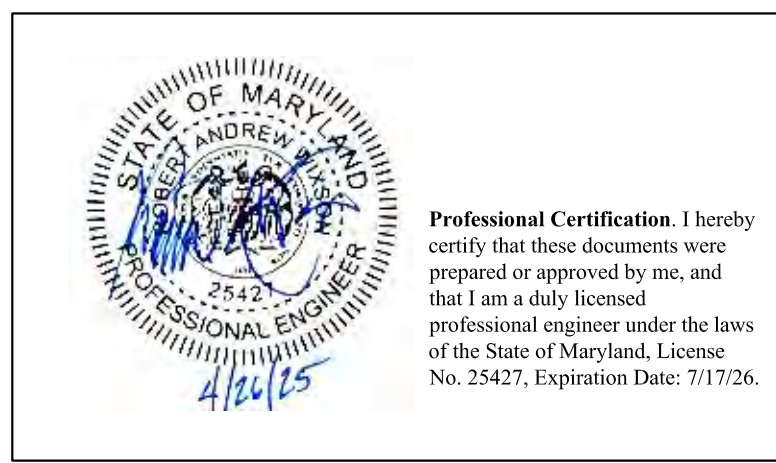 STATE OF MARYLAND
ROBERT ANDREW WIXSON
25427
PROFESSIONAL ENGINEER
4/26/25
Professional Certification. I hereby
certify that these documents were
prepared or approved by me, and
that I am a duly licensed
professional engineer under the laws
of the State of Maryland, License
No. 25427, Expiration Date: 7/17/26.